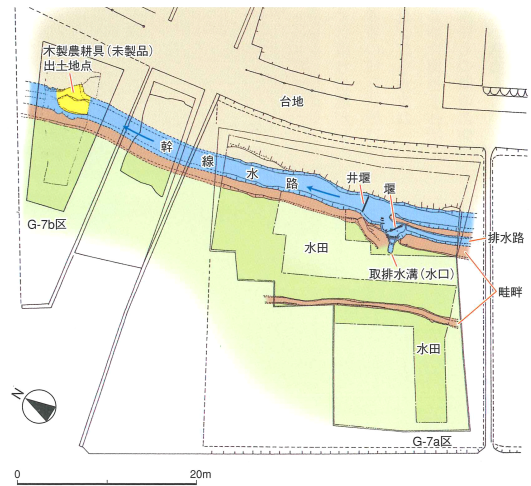 木製農耕具（未製品）
出土地点
台地
幹線水路
井堰
堰
排水路
G-7b区
水田
取排水溝（水口）
畦畔
水田
N
G-7a区
0 20m